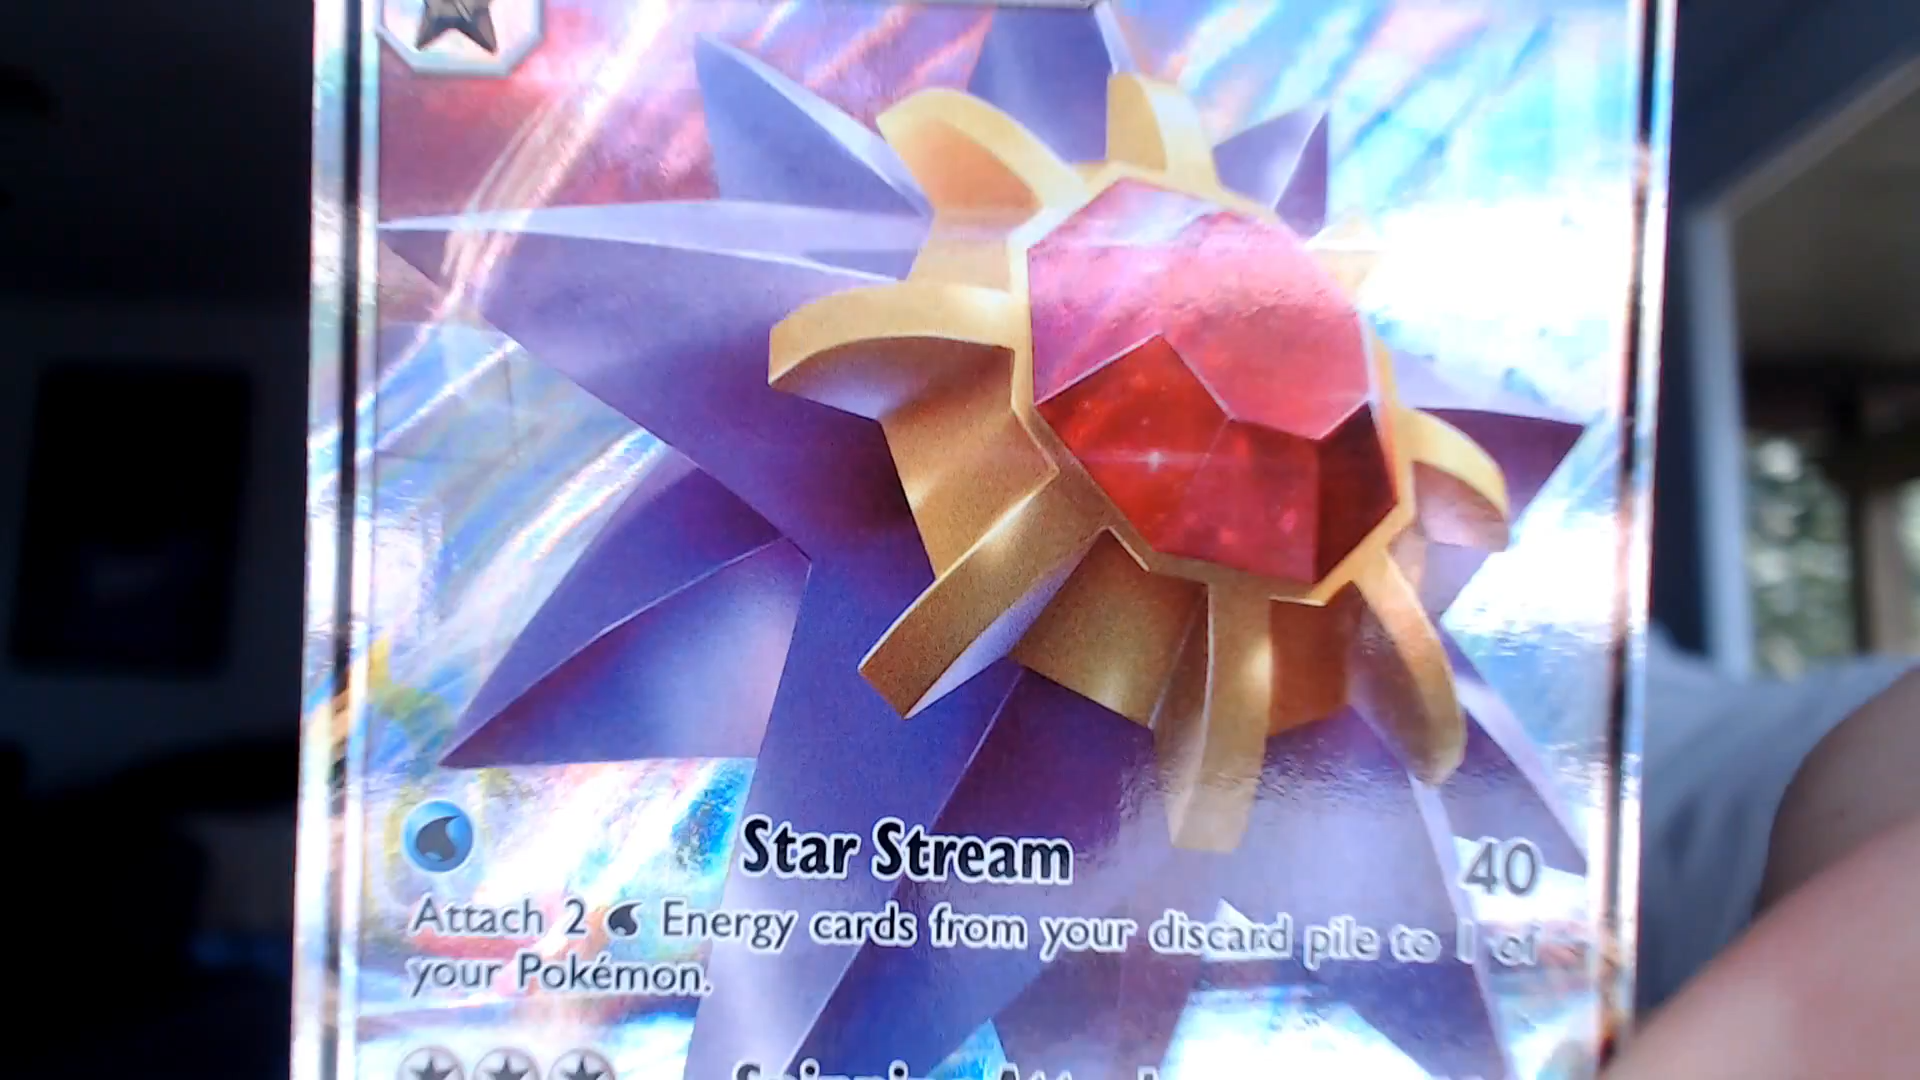 Star Stream 40
Attach 2 Energy cards from your discard pile to 1 of
your Pokémon.